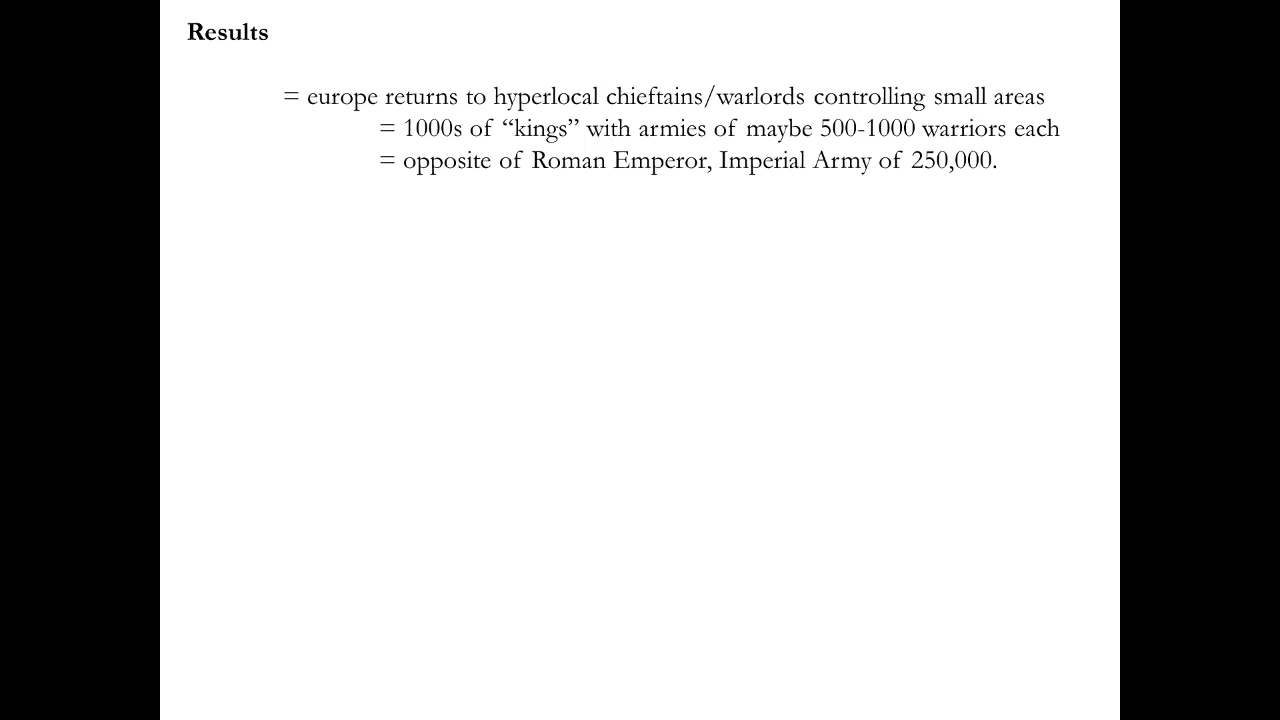 Results
= europe returns to hyperlocal chieftains/warlords controlling small areas
= 1000s of “kings” with armies of maybe 500-1000 warriors each
= opposite of Roman Emperor, Imperial Army of 250,000.